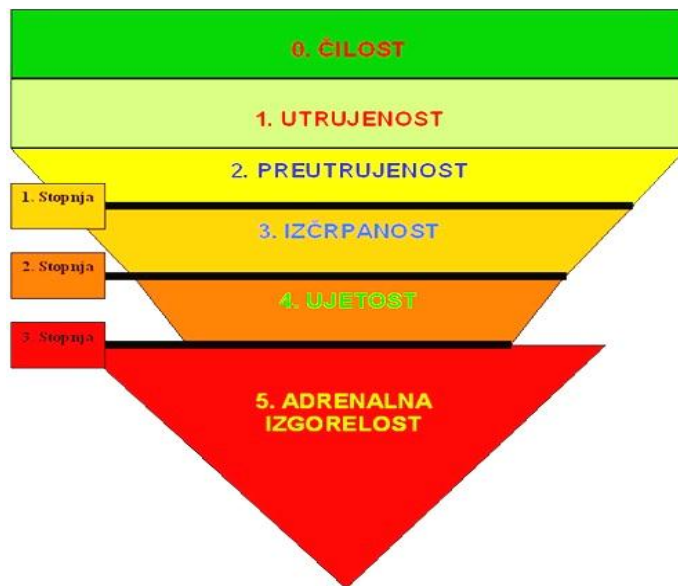 0. ČILOST
1. UTRUJENOST
2. PREUTRUJENOST
1. Stopnja
3. IZČRPANOST
2. Stopnja
4. UJETOST
3. Stopnja
5. ADRENALNA
IZGORELOST